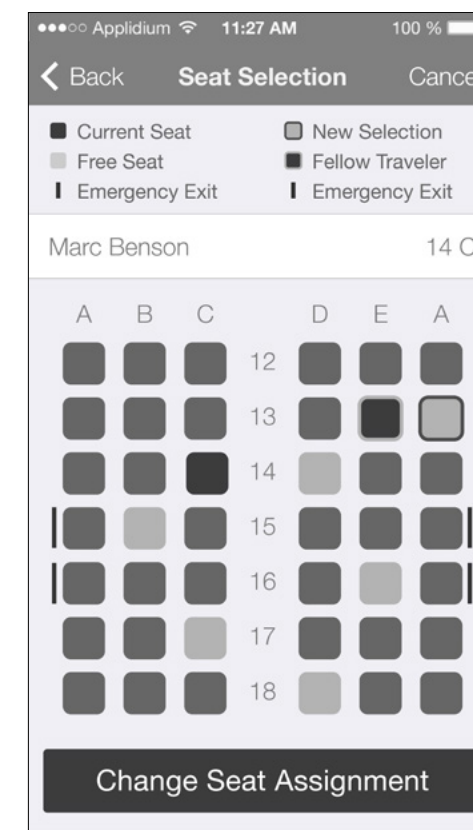 Applidium 11:27 AM 100 %
Back Seat Selection Cance
Current Seat New Selection
Free Seat Fellow Traveler
Emergency Exit Emergency Exit
Marc Benson 14 C
A B C D E A
12
13
14
15
16
17
18
Change Seat Assignment